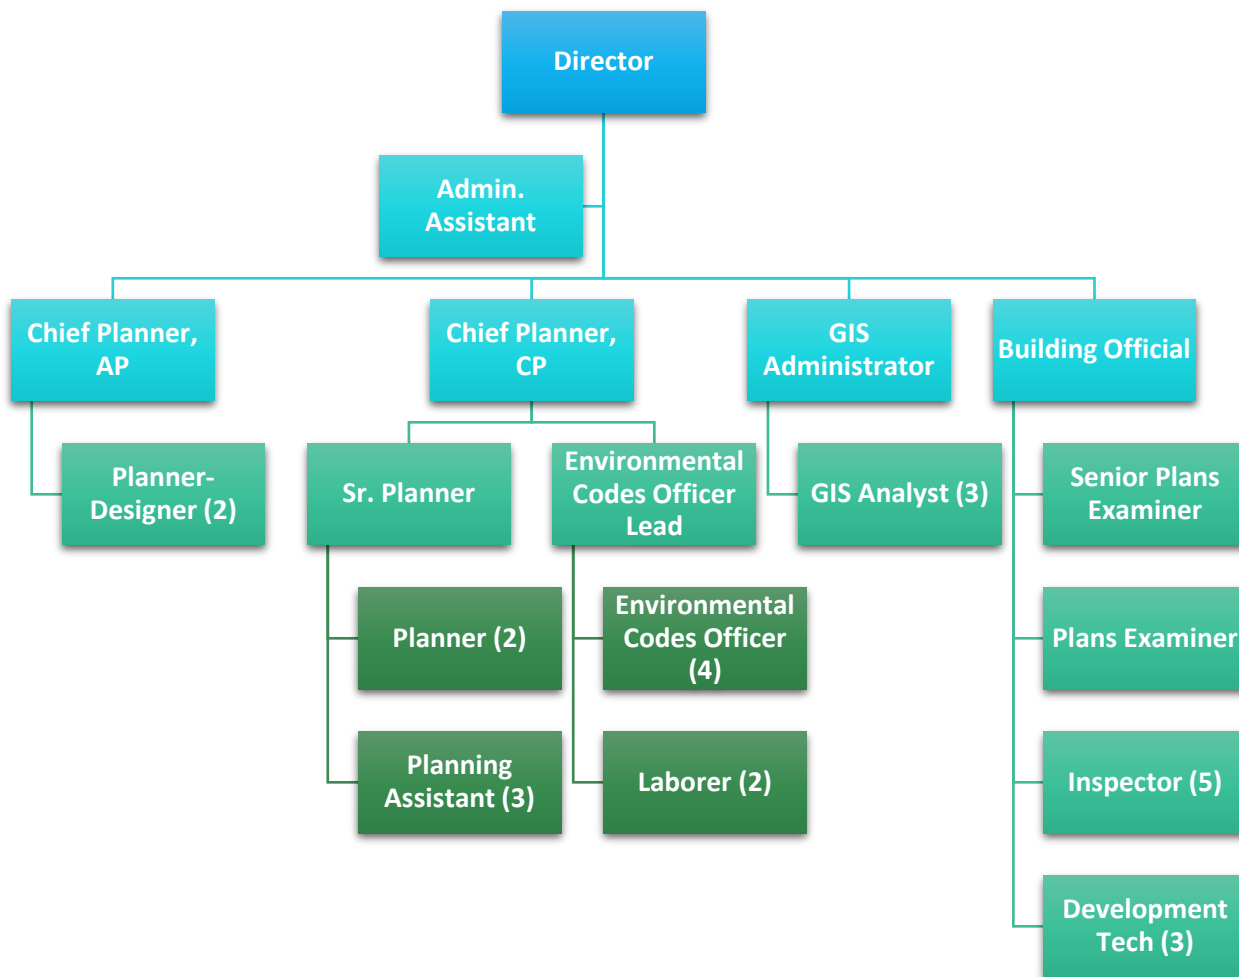 Director
Admin.
Assistant
Chief Planner,
AP
Chief Planner,
CP
GIS
Administrator
Building Official
Planner-
Designer (2)
Sr. Planner
Environmental
Codes Officer
Lead
GIS Analyst (3)
Senior Plans
Examiner
Planner (2)
Environmental
Codes Officer
(4)
Plans Examiner
Planning
Assistant (3)
Laborer (2)
Inspector (5)
Development
Tech (3)